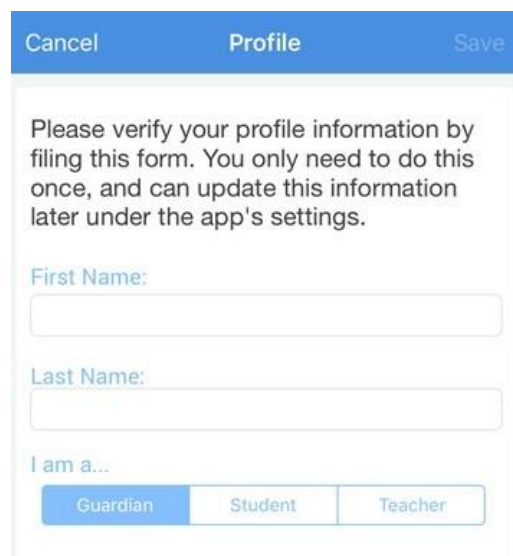 Cancel Profile Save
Please verify your profile information by
filing this form. You only need to do this
once, and can update this information
later under the app's settings.
First Name:
Last Name:
I am a...
Guardian Student Teacher